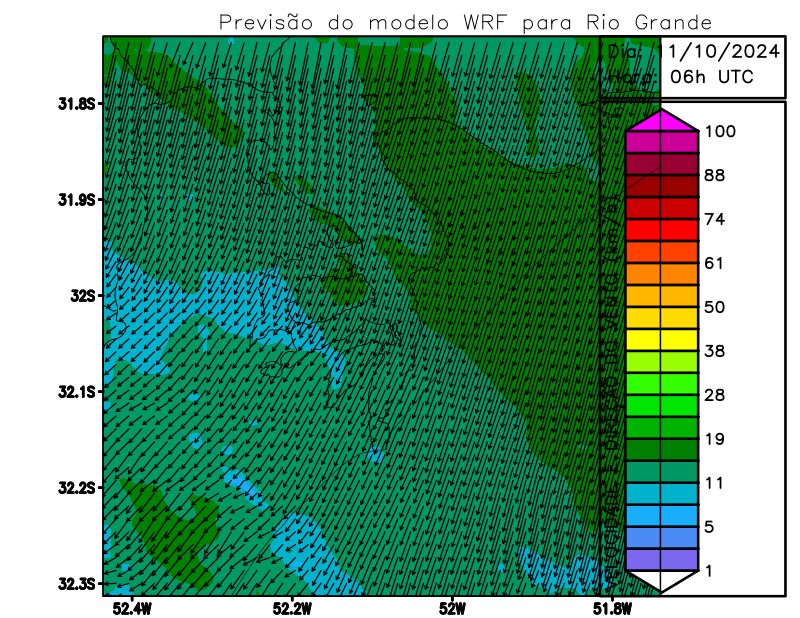 Previsão do modelo WRF para Rio Grande
Dia: 11/10/2024
Hora: 06h UTC
31.8S
31.9S
32S
32.1S
32.2S
32.3S
52.4W
52.2W
52W
51.8W
100
88
74
61
50
38
28
19
11
5
1
VELOCIDADE E DIREÇÃO DO VENTO (km/h)